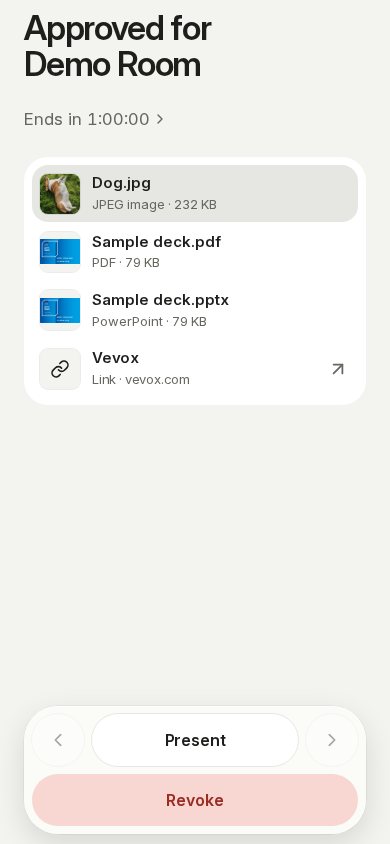 Approved for
Demo Room
Ends in 1:00:00
Dog.jpg
JPEG image · 232 KB
Sample deck.pdf
PDF · 79 KB
Sample deck.pptx
PowerPoint · 79 KB
Vevox
Link · vevox.com
Present
Revoke